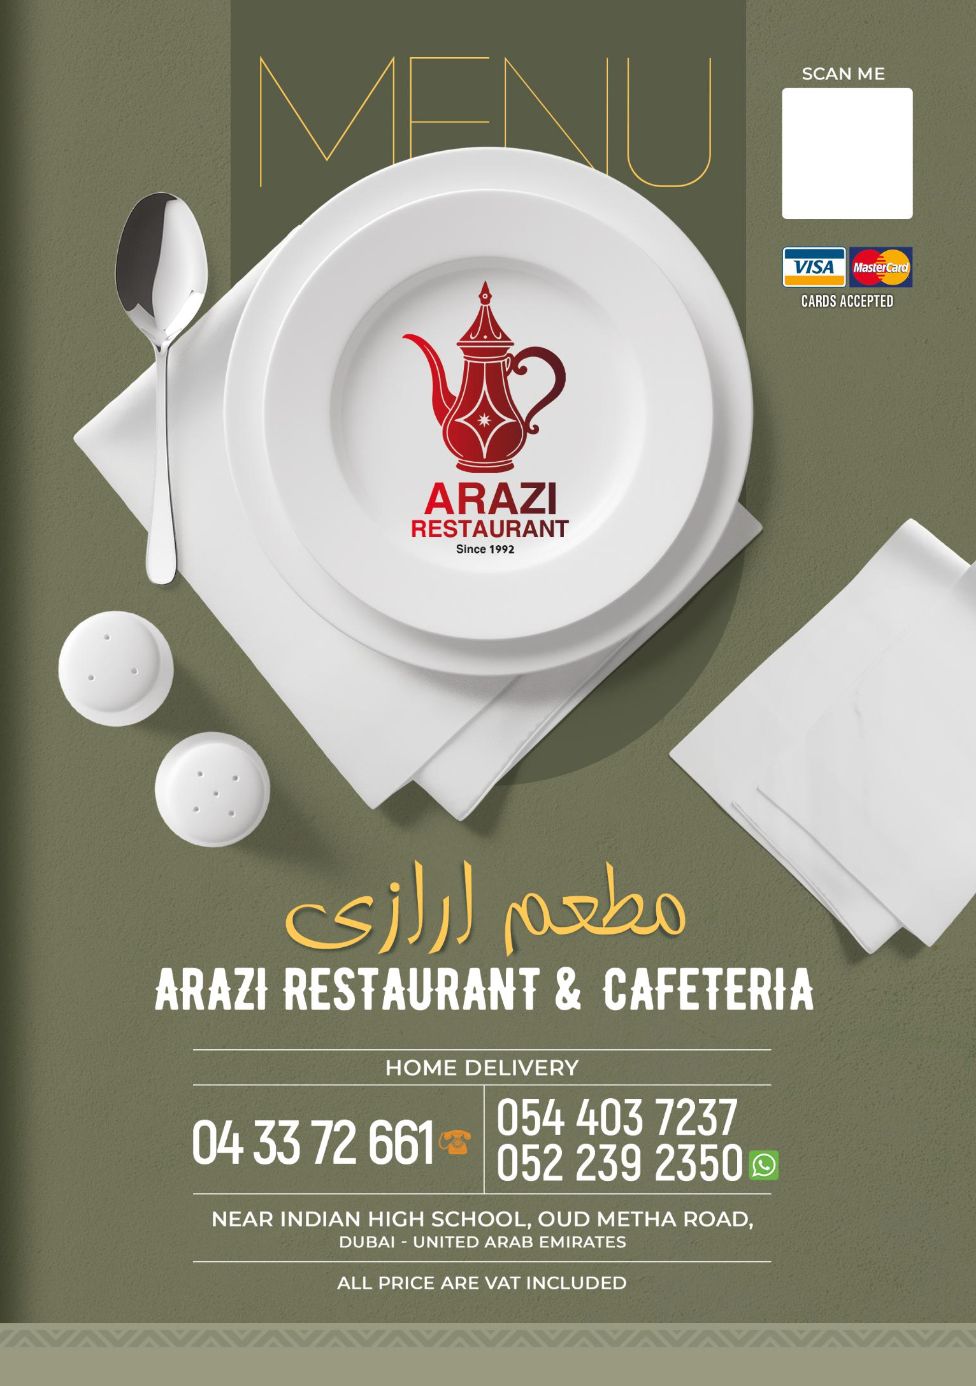 MENU
SCAN ME
VISA MasterCard
CARDS ACCEPTED
ARAZI
RESTAURANT
Since 1992
مطعم ارازى
ARAZI RESTAURANT & CAFETERIA
HOME DELIVERY
04 33 72 661
054 403 7237
052 239 2350
NEAR INDIAN HIGH SCHOOL, OUD METHA ROAD,
DUBAI - UNITED ARAB EMIRATES
ALL PRICE ARE VAT INCLUDED